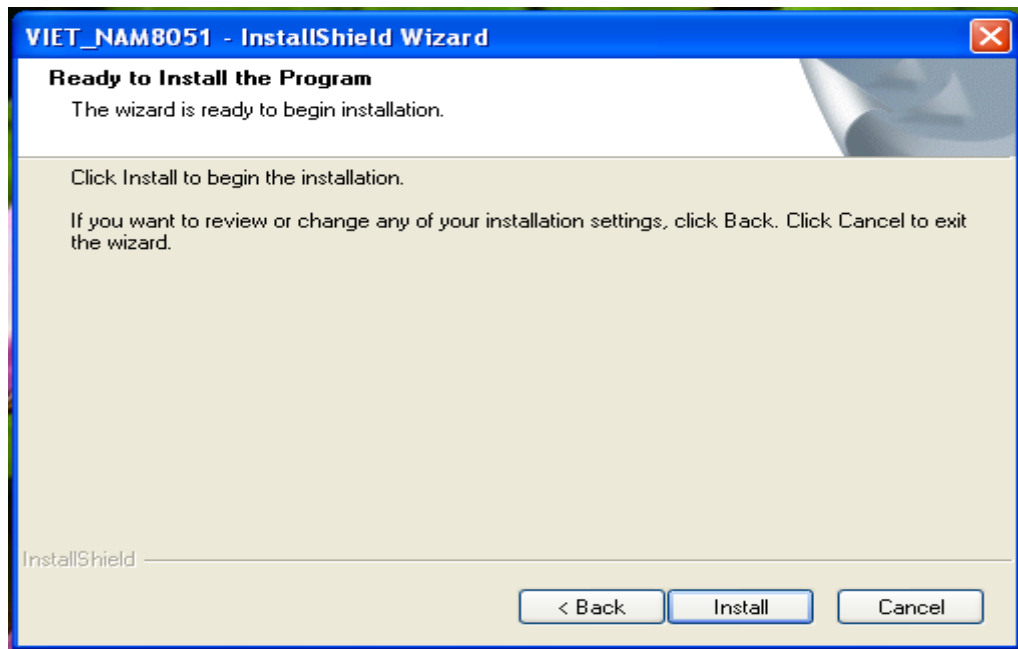 VIET_NAM8051 - InstallShield Wizard
Ready to Install the Program
The wizard is ready to begin installation.
Click Install to begin the installation.
If you want to review or change any of your installation settings, click Back. Click Cancel to exit
the wizard.
InstallShield
< Back Install Cancel